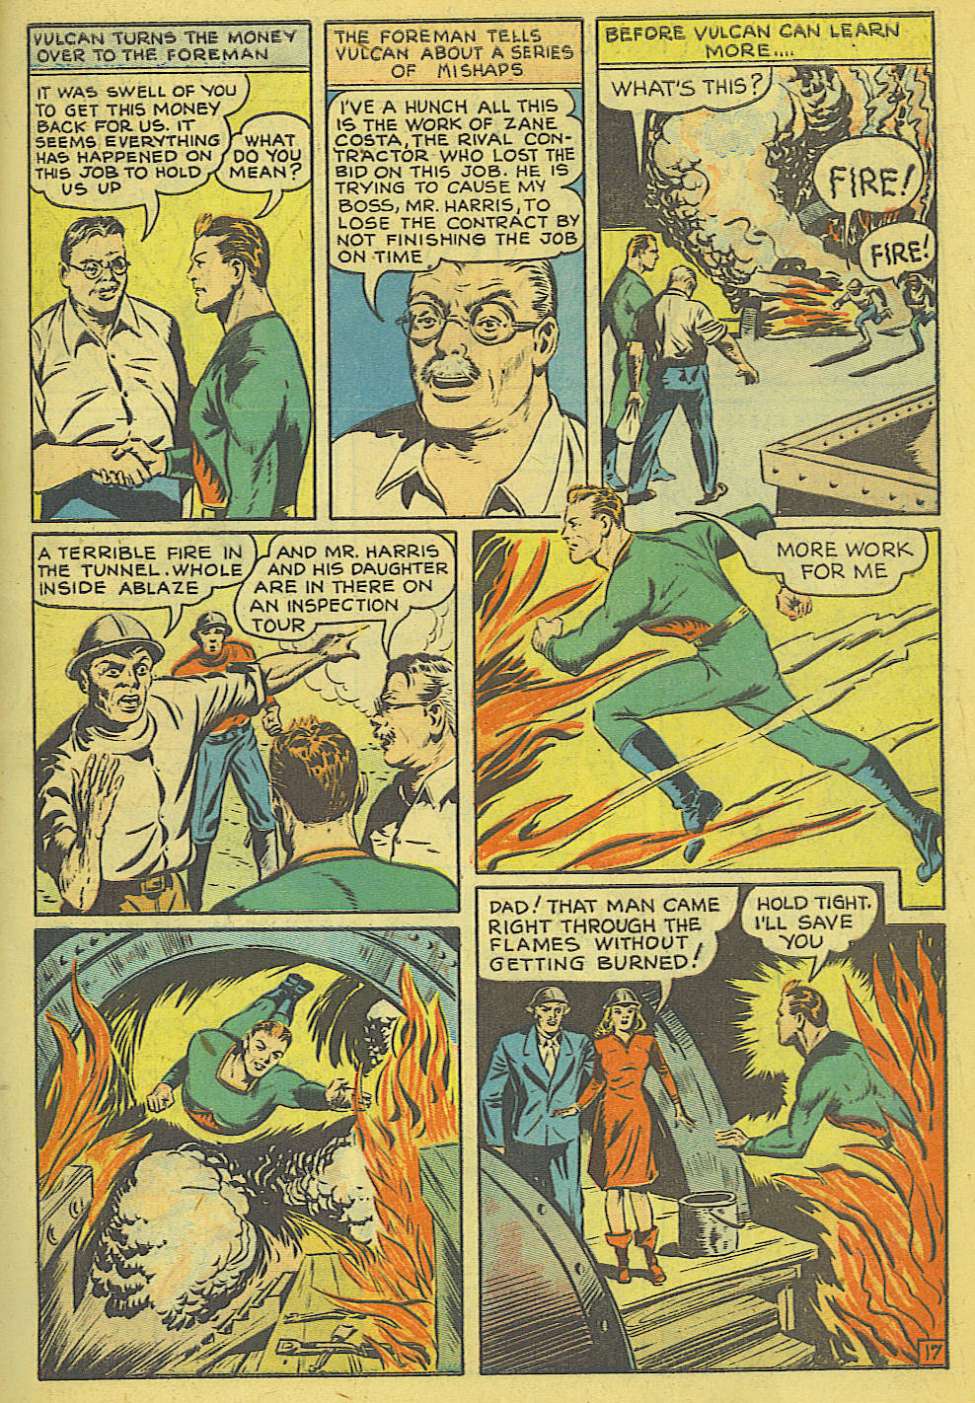 VULCAN TURNS THE MONEY
OVER TO THE FOREMAN
IT WAS SWELL OF YOU
TO GET THIS MONEY
BACK FOR US. IT
SEEMS EVERYTHING
HAS HAPPENED ON
THIS JOB TO HOLD
US UP
WHAT
DO YOU
MEAN?
THE FOREMAN TELLS
VULCAN ABOUT A SERIES
OF MISHAPS
I'VE A HUNCH ALL THIS
IS THE WORK OF ZANE
COSTA, THE RIVAL CON-
TRACTOR WHO LOST THE
BID ON THIS JOB. HE IS
TRYING TO CAUSE MY
BOSS, MR. HARRIS, TO
LOSE THE CONTRACT BY
NOT FINISHING THE JOB
ON TIME
BEFORE VULCAN CAN LEARN
MORE....
WHAT'S THIS?
FIRE!
FIRE!
A TERRIBLE FIRE IN
THE TUNNEL. WHOLE
INSIDE ABLAZE
AND MR. HARRIS
AND HIS DAUGHTER
ARE IN THERE ON
AN INSPECTION
TOUR
MORE WORK
FOR ME
DAD! THAT MAN CAME
RIGHT THROUGH THE
FLAMES WITHOUT
GETTING BURNED!
HOLD TIGHT.
I'LL SAVE
YOU
17